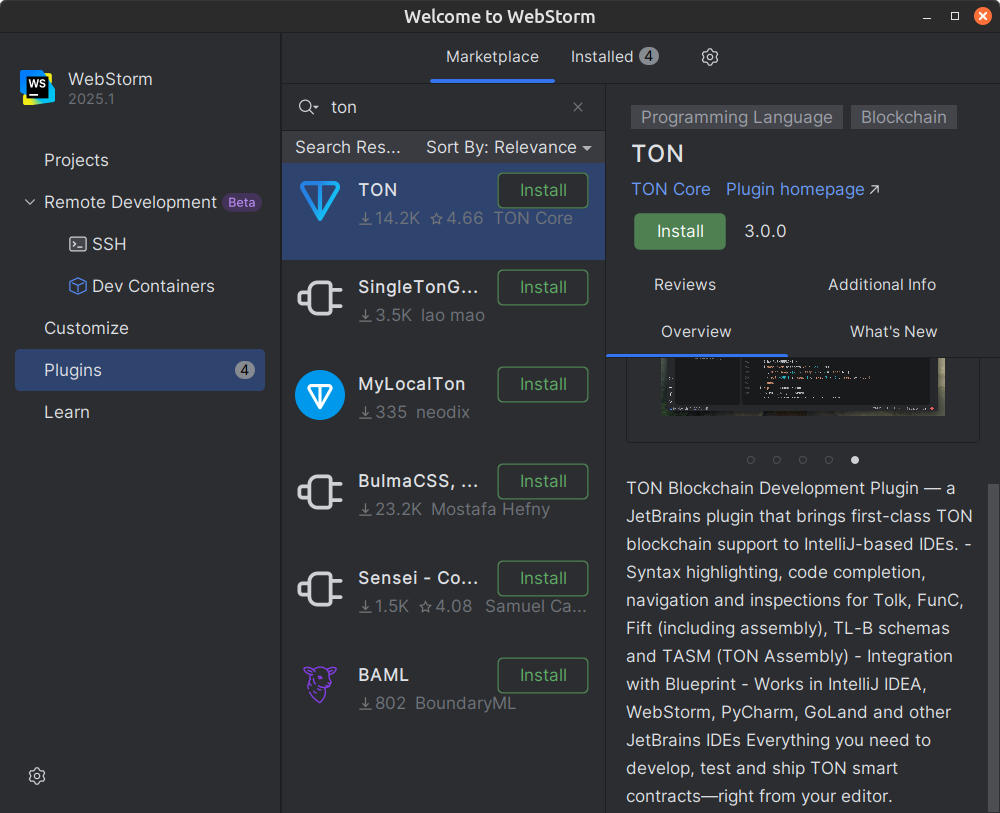 Welcome to WebStorm
WS
WebStorm
2025.1
Projects
Remote Development Beta
SSH
Dev Containers
Customize
Plugins 4
Learn
Marketplace Installed 4
ton
Search Res... Sort By: Relevance
TON Install
14.2K 4.66 TON Core
SingleTonG... Install
3.5K lao mao
MyLocalTon Install
335 neodix
BulmaCSS, ... Install
23.2K Mostafa Hefny
Sensei - Co... Install
1.5K 4.08 Samuel Ca...
BAML Install
802 BoundaryML
Programming Language Blockchain
TON
TON Core Plugin homepage ↗
Install 3.0.0
Reviews Additional Info
Overview What's New
TON Blockchain Development Plugin — a
JetBrains plugin that brings first-class TON
blockchain support to IntelliJ-based IDEs. -
Syntax highlighting, code completion,
navigation and inspections for Tolk, FunC,
Fift (including assembly), TL-B schemas
and TASM (TON Assembly) - Integration
with Blueprint - Works in IntelliJ IDEA,
WebStorm, PyCharm, GoLand and other
JetBrains IDEs Everything you need to
develop, test and ship TON smart
contracts—right from your editor.